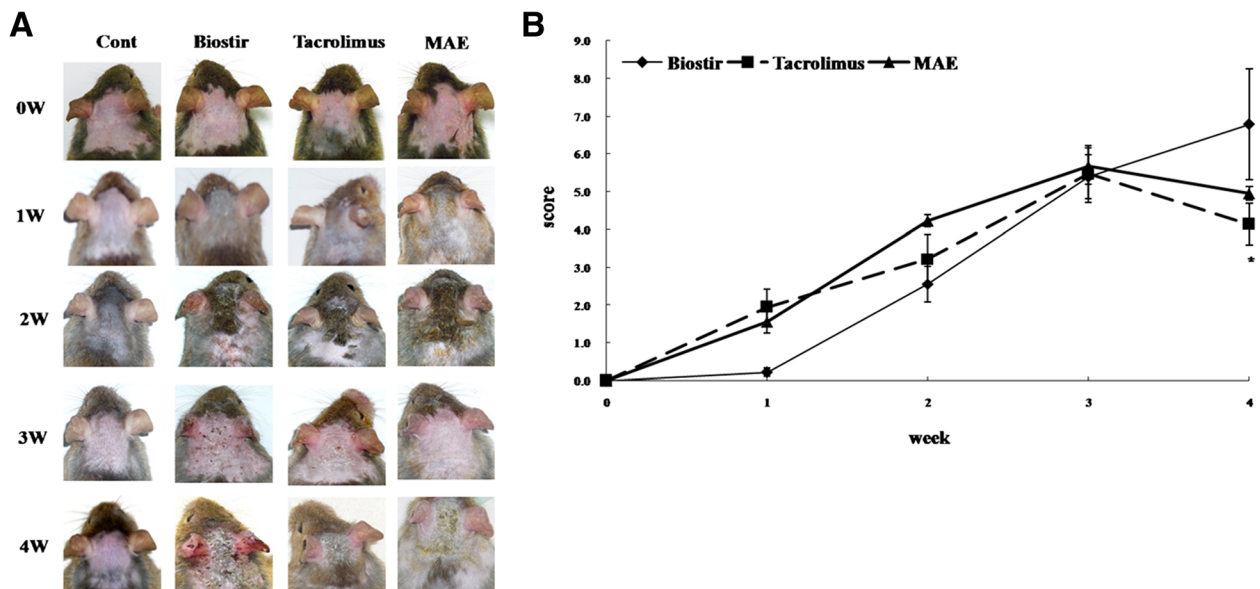 A
Cont Biostir Tacrolimus MAE
0W
1W
2W
3W
4W
B
Biostir Tacrolimus MAE
9.0
8.0
7.0
6.0
5.0
4.0
3.0
2.0
1.0
0.0
score
0 1 2 3 4
week
*